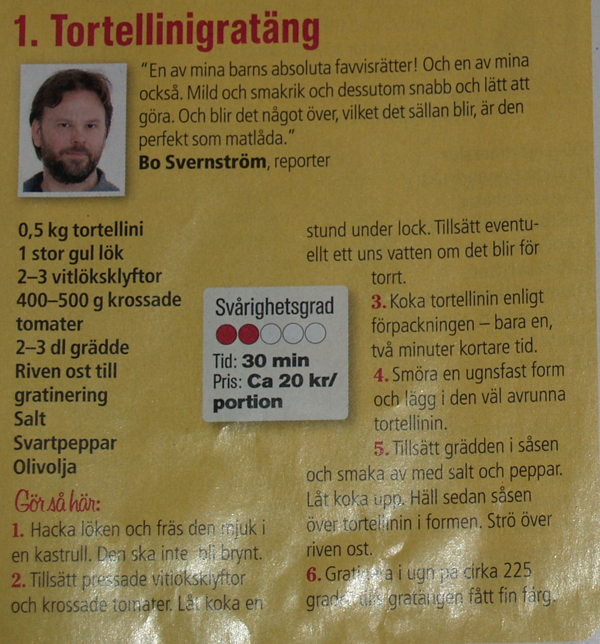 1. Tortellinigratäng
"En av mina barns absoluta favvisrätter! Och en av mina
också. Mild och smakrik och dessutom snabb och lätt att
göra. Och blir det något över, vilket det sällan blir, är den
perfekt som matlåda."
Bo Svernström, reporter
0,5 kg tortellini
1 stor gul lök
2–3 vitlöksklyftor
400–500 g krossade
tomater
2–3 dl grädde
Riven ost till
gratinering
Salt
Svartpeppar
Olivolja
Svårighetsgrad
Tid: 30 min
Pris: Ca 20 kr/
portion
Gör så här:
1. Hacka löken och fräs den mjuk i
en kastrull. Den ska inte bli brynt.
2. Tillsätt pressade vitlöksklyftor
och krossade tomater. Låt koka en
stund under lock. Tillsätt eventu-
ellt ett uns vatten om det blir för
torrt.
3. Koka tortellinin enligt
förpackningen – bara en,
två minuter kortare tid.
4. Smöra en ugnsfast form
och lägg i den väl avrunna
tortellinin.
5. Tillsätt grädden i såsen
och smaka av med salt och peppar.
Låt koka upp. Häll sedan såsen
över tortellinin i formen. Strö över
riven ost.
6. Gratinera i ugn på cirka 225
grader tills gratängen fått fin färg.